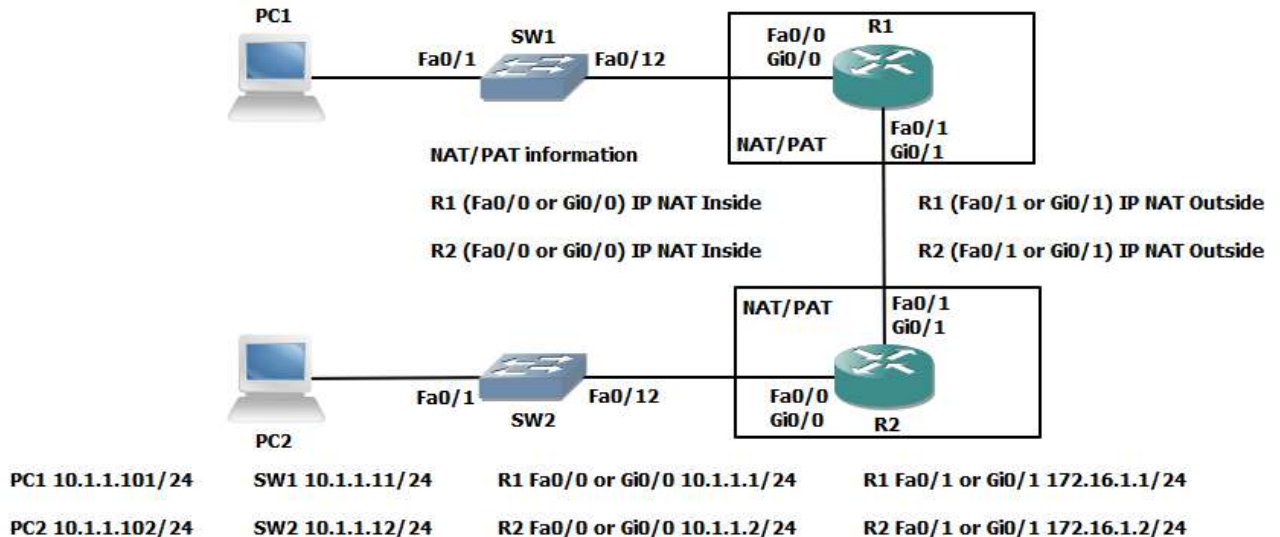 PC1
SW1
R1
Fa0/0
Gi0/0
Fa0/1
Fa0/12
Fa0/1
Gi0/1
NAT/PAT
NAT/PAT information
R1 (Fa0/0 or Gi0/0) IP NAT Inside
R1 (Fa0/1 or Gi0/1) IP NAT Outside
R2 (Fa0/0 or Gi0/0) IP NAT Inside
R2 (Fa0/1 or Gi0/1) IP NAT Outside
NAT/PAT
Fa0/1
Gi0/1
Fa0/1
Fa0/12
Fa0/0
Gi0/0
SW2
R2
PC2
PC1 10.1.1.101/24
SW1 10.1.1.11/24
R1 Fa0/0 or Gi0/0 10.1.1.1/24
R1 Fa0/1 or Gi0/1 172.16.1.1/24
PC2 10.1.1.102/24
SW2 10.1.1.12/24
R2 Fa0/0 or Gi0/0 10.1.1.2/24
R2 Fa0/1 or Gi0/1 172.16.1.2/24